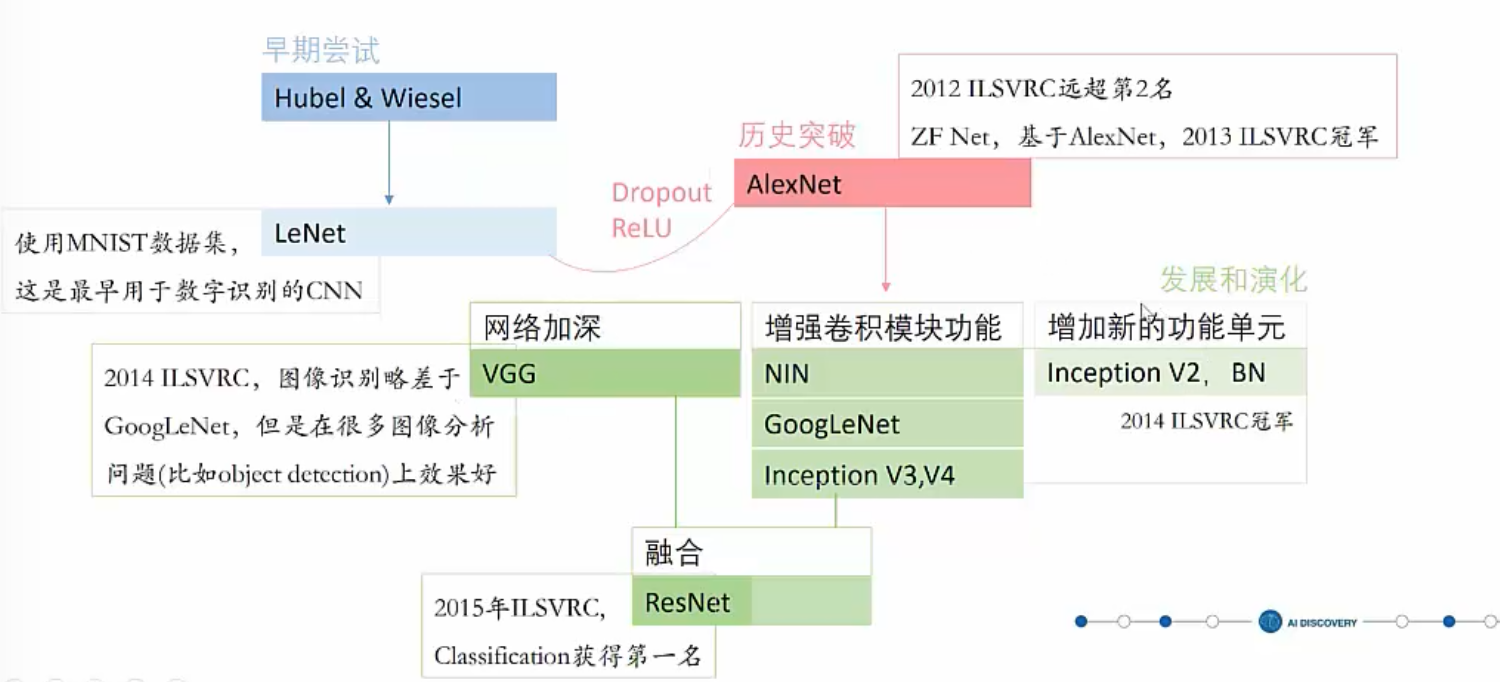 早期尝试
Hubel & Wiesel
2012 ILSVRC远超第2名
ZF Net，基于AlexNet，2013 ILSVRC冠军
历史突破
AlexNet
Dropout
ReLU
LeNet
使用MNIST数据集，
这是最早用于数字识别的CNN
发展和演化
网络加深
VGG
2014 ILSVRC，图像识别略差于
GoogLeNet，但是在很多图像分析
问题(比如object detection)上效果好
增强卷积模块功能
NIN
GoogLeNet
Inception V3,V4
增加新的功能单元
Inception V2，BN
2014 ILSVRC冠军
融合
ResNet
2015年ILSVRC,
Classification获得第一名
AI DISCOVERY